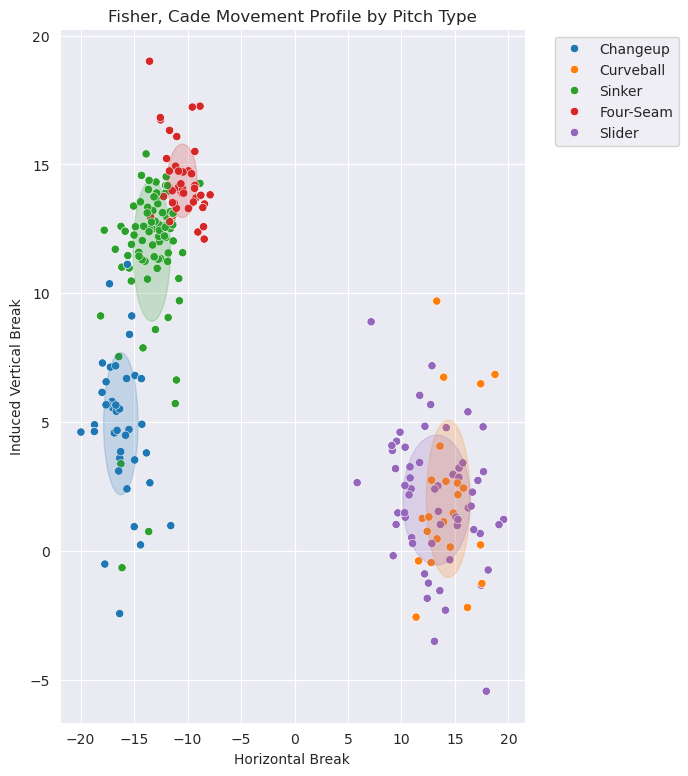 Fisher, Cade Movement Profile by Pitch Type
Changeup
Curveball
Sinker
Four-Seam
Slider
Induced Vertical Break
20
15
10
5
0
−5
−20
−15
−10
−5
0
5
10
15
20
Horizontal Break